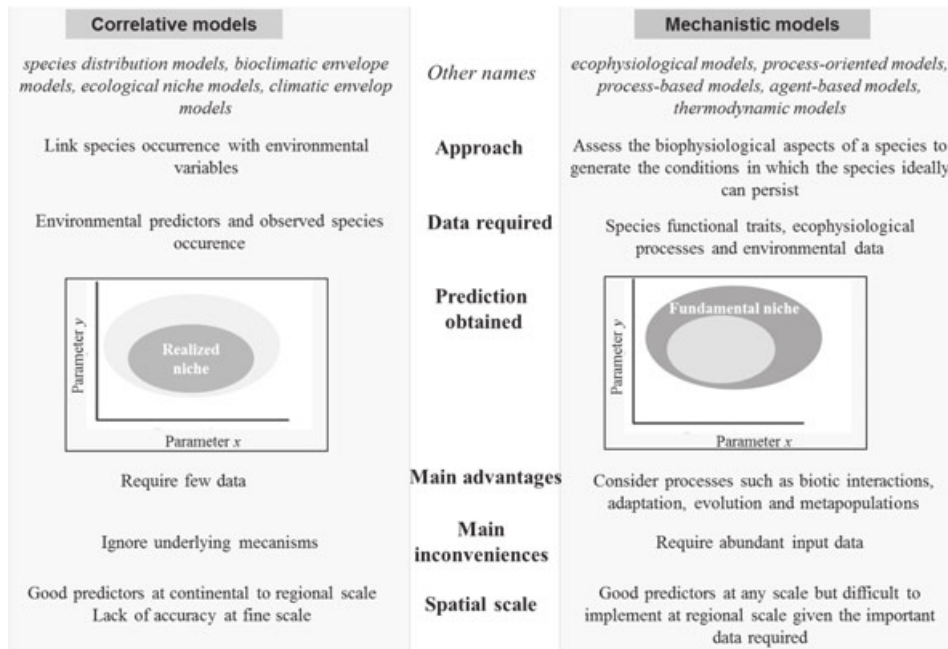 Correlative models
Mechanistic models
species distribution models, bioclimatic envelope
models, ecological niche models, climatic envelop
models
Other names
ecophysiological models, process-oriented models,
process-based models, agent-based models,
thermodynamic models
Link species occurrence with environmental
variables
Approach
Assess the biophysiological aspects of a species to
generate the conditions in which the species ideally
can persist
Environmental predictors and observed species
occurence
Data required
Species functional traits, ecophysiological
processes and environmental data
Parameter y
Realized
niche
Parameter x
Prediction
obtained
Parameter y
Fundamental niche
Parameter x
Require few data
Main advantages
Consider processes such as biotic interactions,
adaptation, evolution and metapopulations
Ignore underlying mecanisms
Main
inconveniences
Require abundant input data
Good predictors at continental to regional scale
Lack of accuracy at fine scale
Spatial scale
Good predictors at any scale but difficult to
implement at regional scale given the important
data required